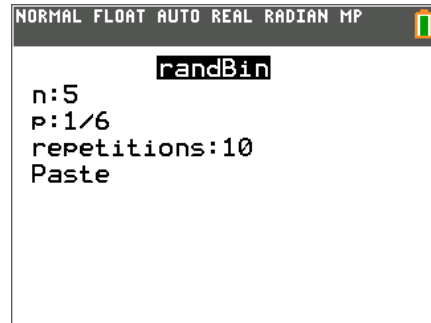 NORMAL FLOAT AUTO REAL RADIAN MP
randBin
n:5
p:1/6
repetitions:10
Paste